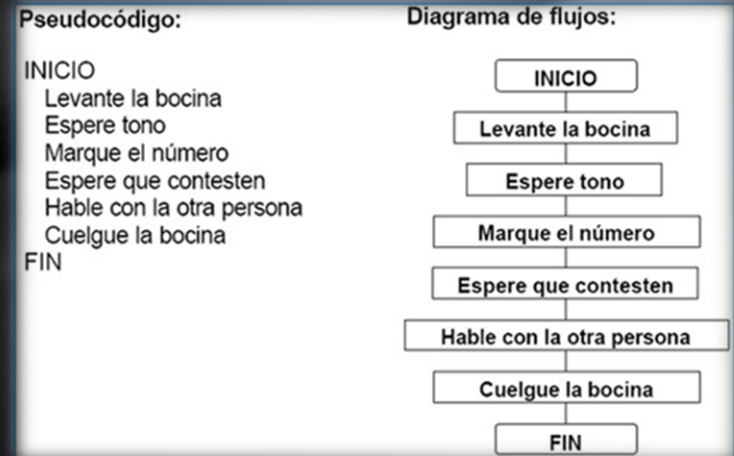 Pseudocódigo:
INICIO
Levante la bocina
Espere tono
Marque el número
Espere que contesten
Hable con la otra persona
Cuelgue la bocina
FIN
Diagrama de flujos:
INICIO
Levante la bocina
Espere tono
Marque el número
Espere que contesten
Hable con la otra persona
Cuelgue la bocina
FIN